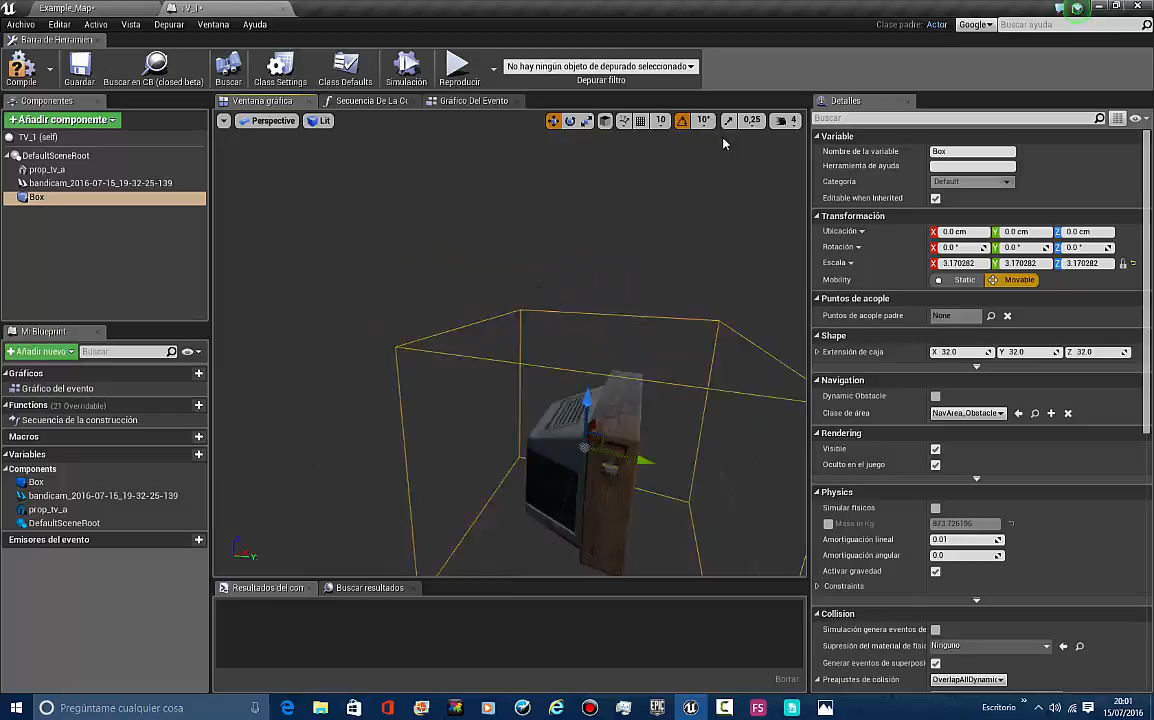 Example_Map*
TV_1*
Archivo Editar Activo Vista Depurar Ventana Ayuda
Clase padre: Actor
Google
Buscar ayuda
Barra de Herramien
Compile
Guardar
Buscar en CB (closed beta)
Buscar
Class Settings
Class Defaults
Simulación
Reproducir
No hay ningún objeto de depurado seleccionado
Depurar filtro
Componentes
+Añadir componente
TV_1 (self)
DefaultSceneRoot
prop_tv_a
bandicam_2016-07-15_19-32-25-139
Box
Mi Blueprint
+Añadir nuevo
Buscar
Gráficos
Gráfico del evento
Functions (21 Overridable)
Secuencia de la construcción
Macros
Variables
Components
Box
bandicam_2016-07-15_19-32-25-139
prop_tv_a
DefaultSceneRoot
Emisores del evento
Ventana gráfica
Secuencia De La Co
Gráfico Del Evento
Perspective
Lit
10
10°
0,25
4
Resultados del com
Buscar resultados
Borrar
Detalles
Buscar
Variable
Nombre de la variable Box
Herramienta de ayuda
Categoría Default
Editable when Inherited
Transformación
Ubicación X 0.0 cm Y 0.0 cm Z 0.0 cm
Rotación X 0.0 ° Y 0.0 ° Z 0.0 °
Escala X 3.170282 Y 3.170282 Z 3.170282
Mobility Static Movable
Puntos de acople
Puntos de acople padre None
Shape
Extensión de caja X 32.0 Y 32.0 Z 32.0
Navigation
Dynamic Obstacle
Clase de área NavArea_Obstacle
Rendering
Visible
Oculto en el juego
Physics
Simular físicos
Mass in Kg 873.726196
Amortiguación lineal 0.01
Amortiguación angular 0.0
Activar gravedad
Constraints
Collision
Simulación genera eventos de
Supresión del material de físic Ninguno
Generar eventos de superposi
Preajustes de colisión OverlapAllDynamic
Pregúntame cualquier cosa
Escritorio
20:01
15/07/2016